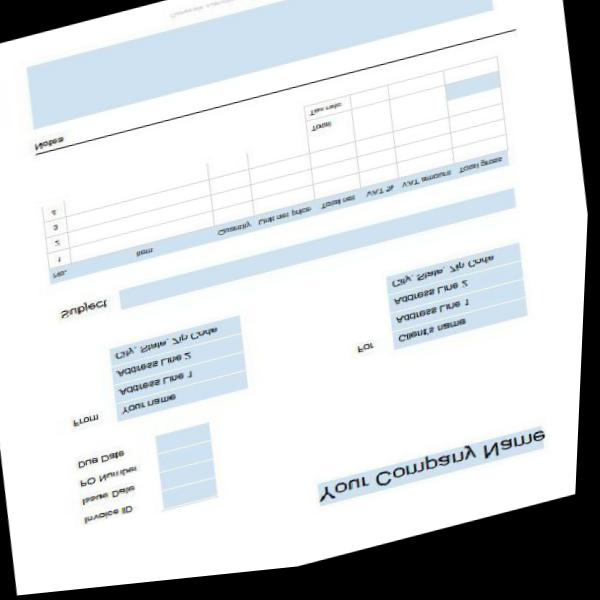 Your Company Name
Invoice ID
Issue Date
PO Number
Due Date
From
Your name
Address Line 1
Address Line 2
City, State, Zip Code
For
Client's name
Address Line 1
Address Line 2
City, State, Zip Code
Subject
No. Item Quantity Unit net price Total net VAT % VAT amount Total gross
1
2
3
4
Total
Tax rate
Notes